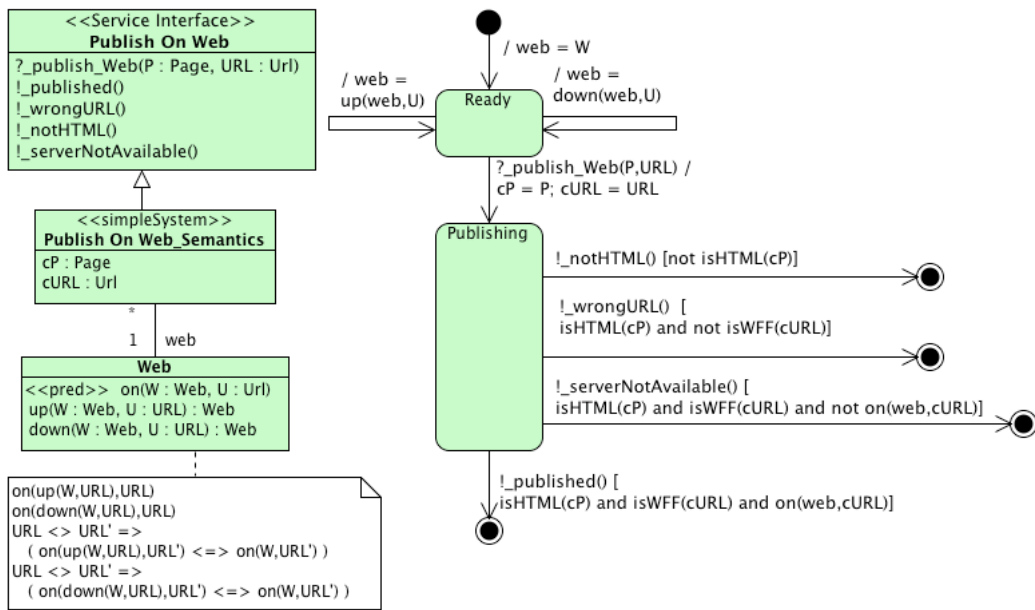 <<Service Interface>>
Publish On Web
?_publish_Web(P : Page, URL : Url)
!_published()
!_wrongURL()
!_notHTML()
!_serverNotAvailable()
<<simpleSystem>>
Publish On Web_Semantics
cP : Page
cURL : Url
*
1
web
Web
<<pred>> on(W : Web, U : Url)
up(W : Web, U : URL) : Web
down(W : Web, U : URL) : Web
on(up(W,URL),URL)
on(down(W,URL),URL)
URL <> URL' =>
( on(up(W,URL),URL') <=> on(W,URL') )
URL <> URL' =>
( on(down(W,URL),URL') <=> on(W,URL') )
/ web = W
/ web =
up(web,U)
/ web =
down(web,U)
Ready
?_publish_Web(P,URL) /
cP = P; cURL = URL
Publishing
!_notHTML() [not isHTML(cP)]
!_wrongURL() [
isHTML(cP) and not isWFF(cURL)]
!_serverNotAvailable() [
isHTML(cP) and isWFF(cURL) and not on(web,cURL)]
!_published() [
isHTML(cP) and isWFF(cURL) and on(web,cURL)]